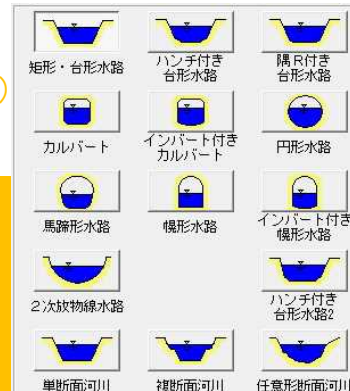 矩形・台形水路
ハンチ付き
台形水路
隅R付き
台形水路
カルバート
インバート付き
カルバート
円形水路
馬蹄形水路
幌形水路
インバート付き
幌形水路
2次放物線水路
ハンチ付き
台形水路2
単断面河川
複断面河川
任意形断面河川